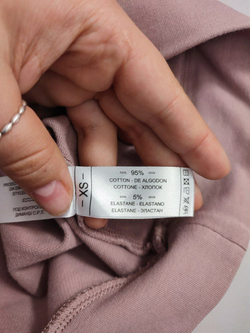 — XS —
95%
COTTON - DE ALGODON
COTTONE - ХЛОПОК
5%
ELASTANE - ELASTANO
ELASTANE - ЭЛАСТАН